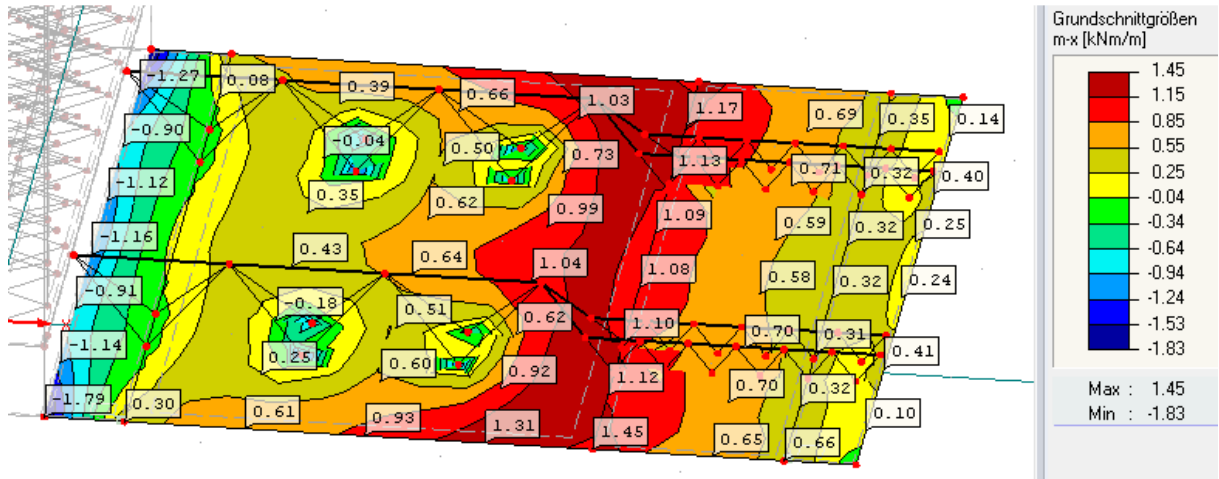 Grundschnittgrößen
m-x [kNm/m]
1.45
1.15
0.85
0.55
0.25
-0.04
-0.34
-0.64
-0.94
-1.24
-1.53
-1.83
Max : 1.45
Min : -1.83
-1.27 0.08 0.39 0.66 1.03 1.17 0.69 0.35 0.14
-0.90 -0.04 0.50 0.73 1.13 0.71 0.32 0.40
-1.12 0.35 0.62 0.99 1.09 0.59 0.32 0.25
-1.16 0.43 0.64 1.04 1.08 0.58 0.32 0.24
-0.91 -0.18 0.51 0.62 1.10 0.70 0.31 0.41
-1.14 0.25 0.60 0.92 1.12 0.70 0.32
-1.79 0.30 0.61 0.93 1.31 1.45 0.65 0.66 0.10
x